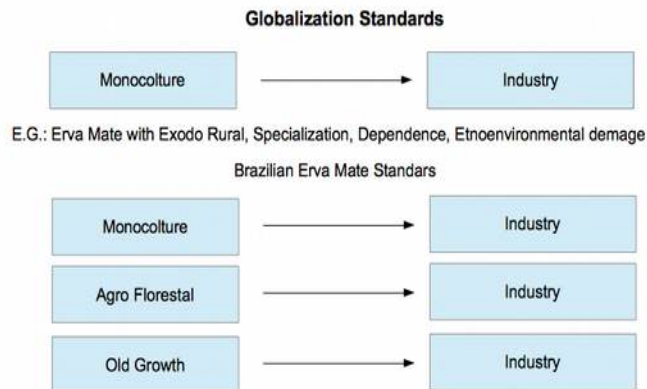 Globalization Standards
Monocolture Industry
E.G.: Erva Mate with Exodo Rural, Specialization, Dependence, Etnoenvironmental demage
Brazilian Erva Mate Standars
Monocolture Industry
Agro Florestal Industry
Old Growth Industry